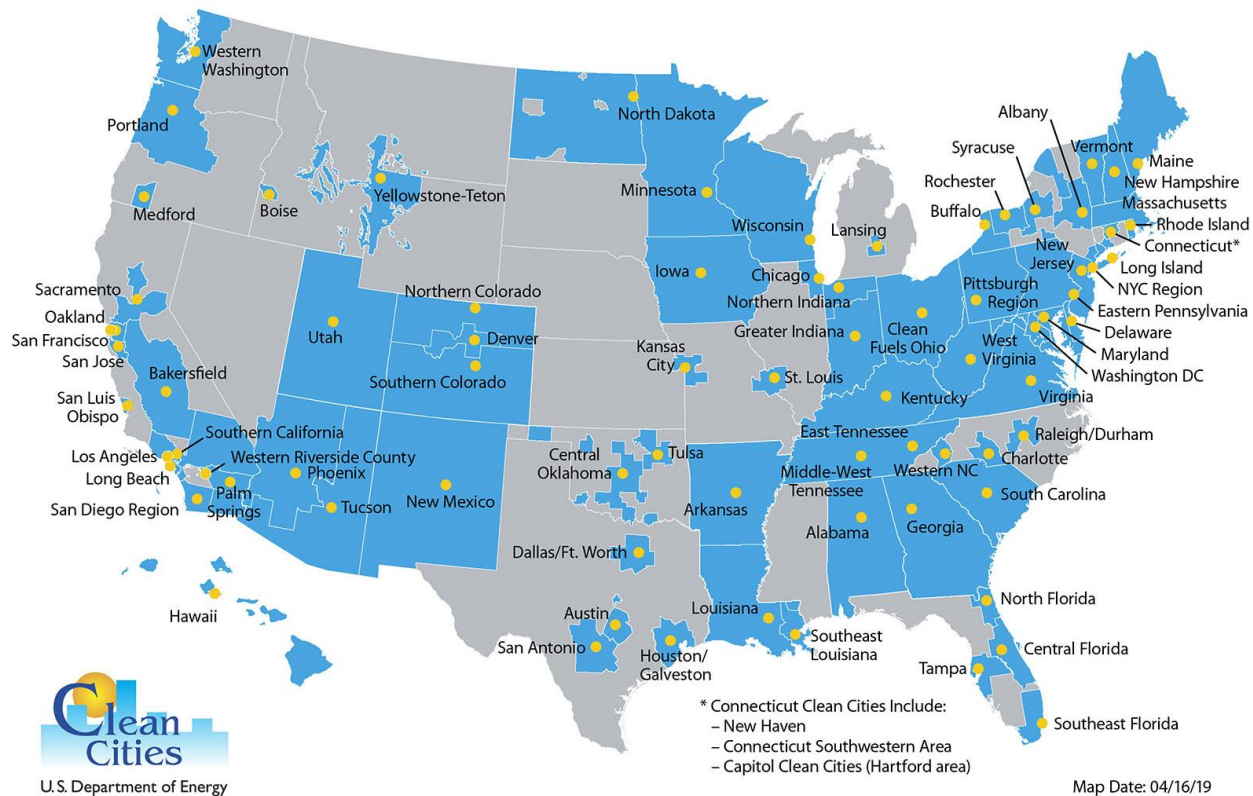 Western
Washington
Portland
Medford
Boise
Yellowstone-Teton
North Dakota
Minnesota
Wisconsin
Iowa
Chicago
Northern Indiana
Greater Indiana
Lansing
Clean
Fuels Ohio
Albany
Syracuse
Rochester
Buffalo
Vermont
Maine
New Hampshire
Massachusetts
Rhode Island
Connecticut*
New
Jersey
Long Island
NYC Region
Pittsburgh
Region
Eastern Pennsylvania
Delaware
Maryland
Washington DC
West
Virginia
Virginia
Kentucky
Sacramento
Oakland
San Francisco
San Jose
Bakersfield
San Luis
Obispo
Southern California
Los Angeles
Western Riverside County
Long Beach
Palm
Springs
San Diego Region
Utah
Northern Colorado
Denver
Southern Colorado
Phoenix
Tucson
New Mexico
Kansas
City
St. Louis
Central
Oklahoma
Tulsa
Arkansas
East Tennessee
Middle-West
Tennessee
Western NC
Raleigh/Durham
Charlotte
South Carolina
Alabama
Georgia
Dallas/Ft. Worth
Austin
San Antonio
Houston/
Galveston
Louisiana
Southeast
Louisiana
North Florida
Central Florida
Tampa
Southeast Florida
Hawaii
Clean
Cities
U.S. Department of Energy
* Connecticut Clean Cities Include:
– New Haven
– Connecticut Southwestern Area
– Capitol Clean Cities (Hartford area)
Map Date: 04/16/19